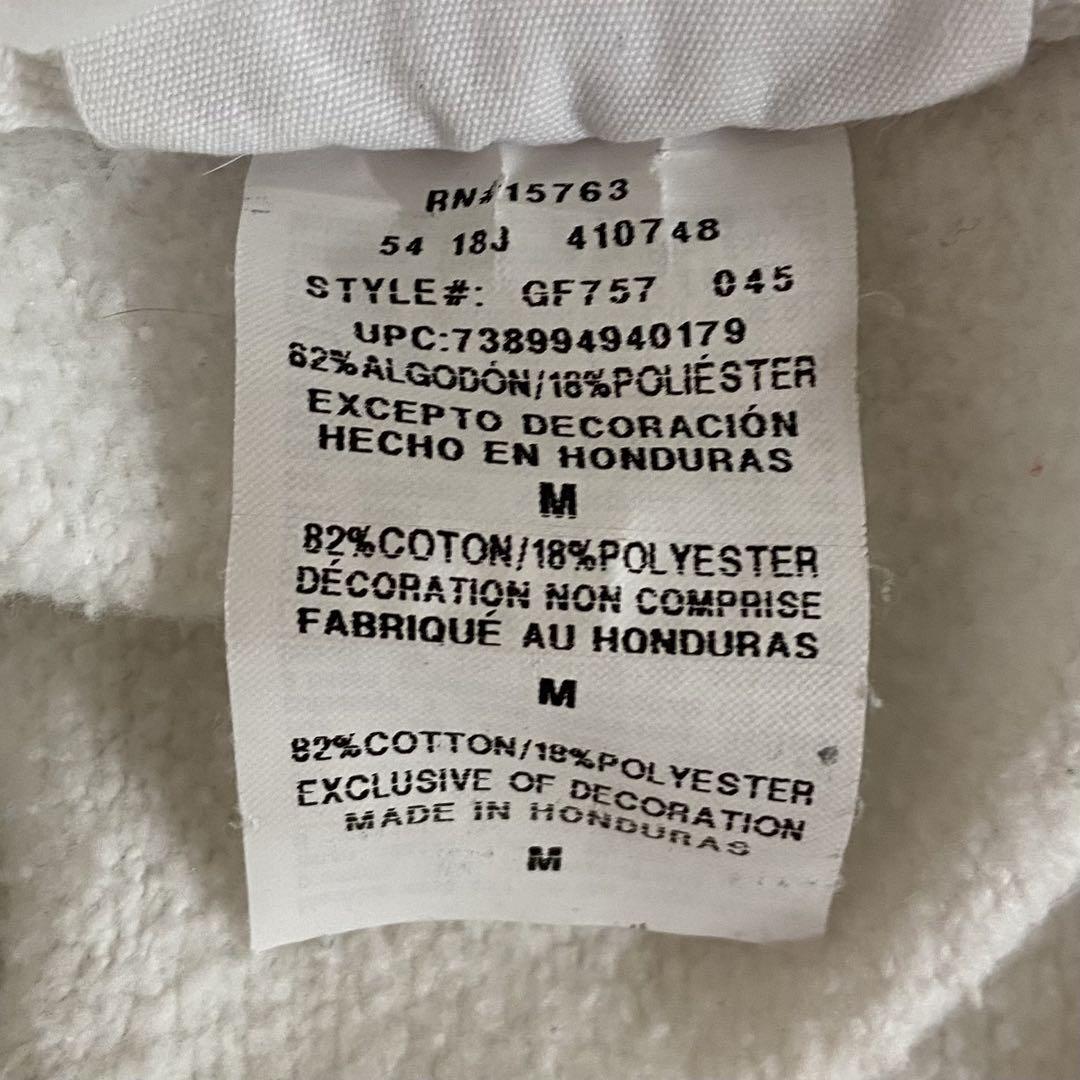 RN#15763
54 18J 410748
STYLE#: GF757 045
UPC:738994940179
82%ALGODÓN/18%POLIÉSTER
EXCEPTO DECORACIÓN
HECHO EN HONDURAS
M
82%COTON/18%POLYESTER
DÉCORATION NON COMPRISE
FABRIQUÉ AU HONDURAS
M
82%COTTON/18%POLYESTER
EXCLUSIVE OF DECORATION
MADE IN HONDURAS
M